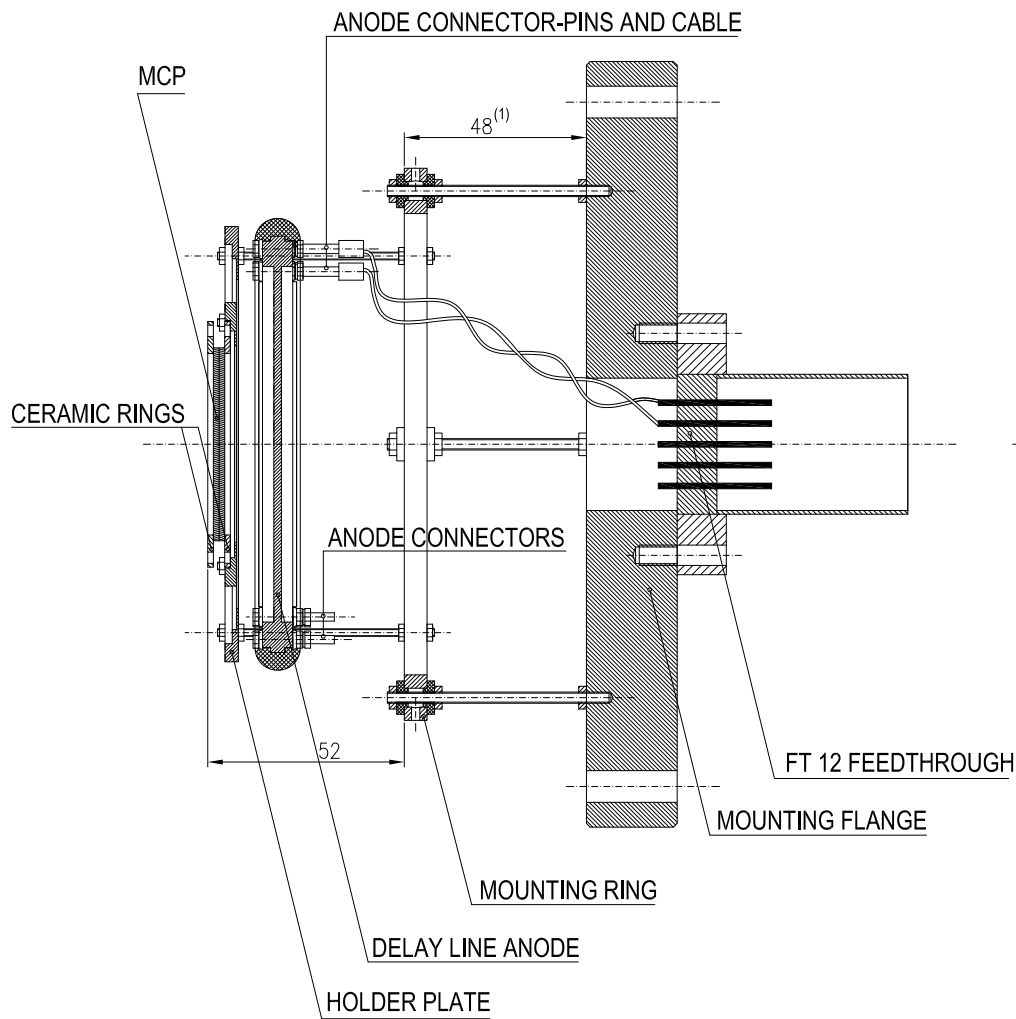 ANODE CONNECTOR-PINS AND CABLE
MCP
48(1)
CERAMIC RINGS
ANODE CONNECTORS
52
FT 12 FEEDTHROUGH
MOUNTING FLANGE
MOUNTING RING
DELAY LINE ANODE
HOLDER PLATE